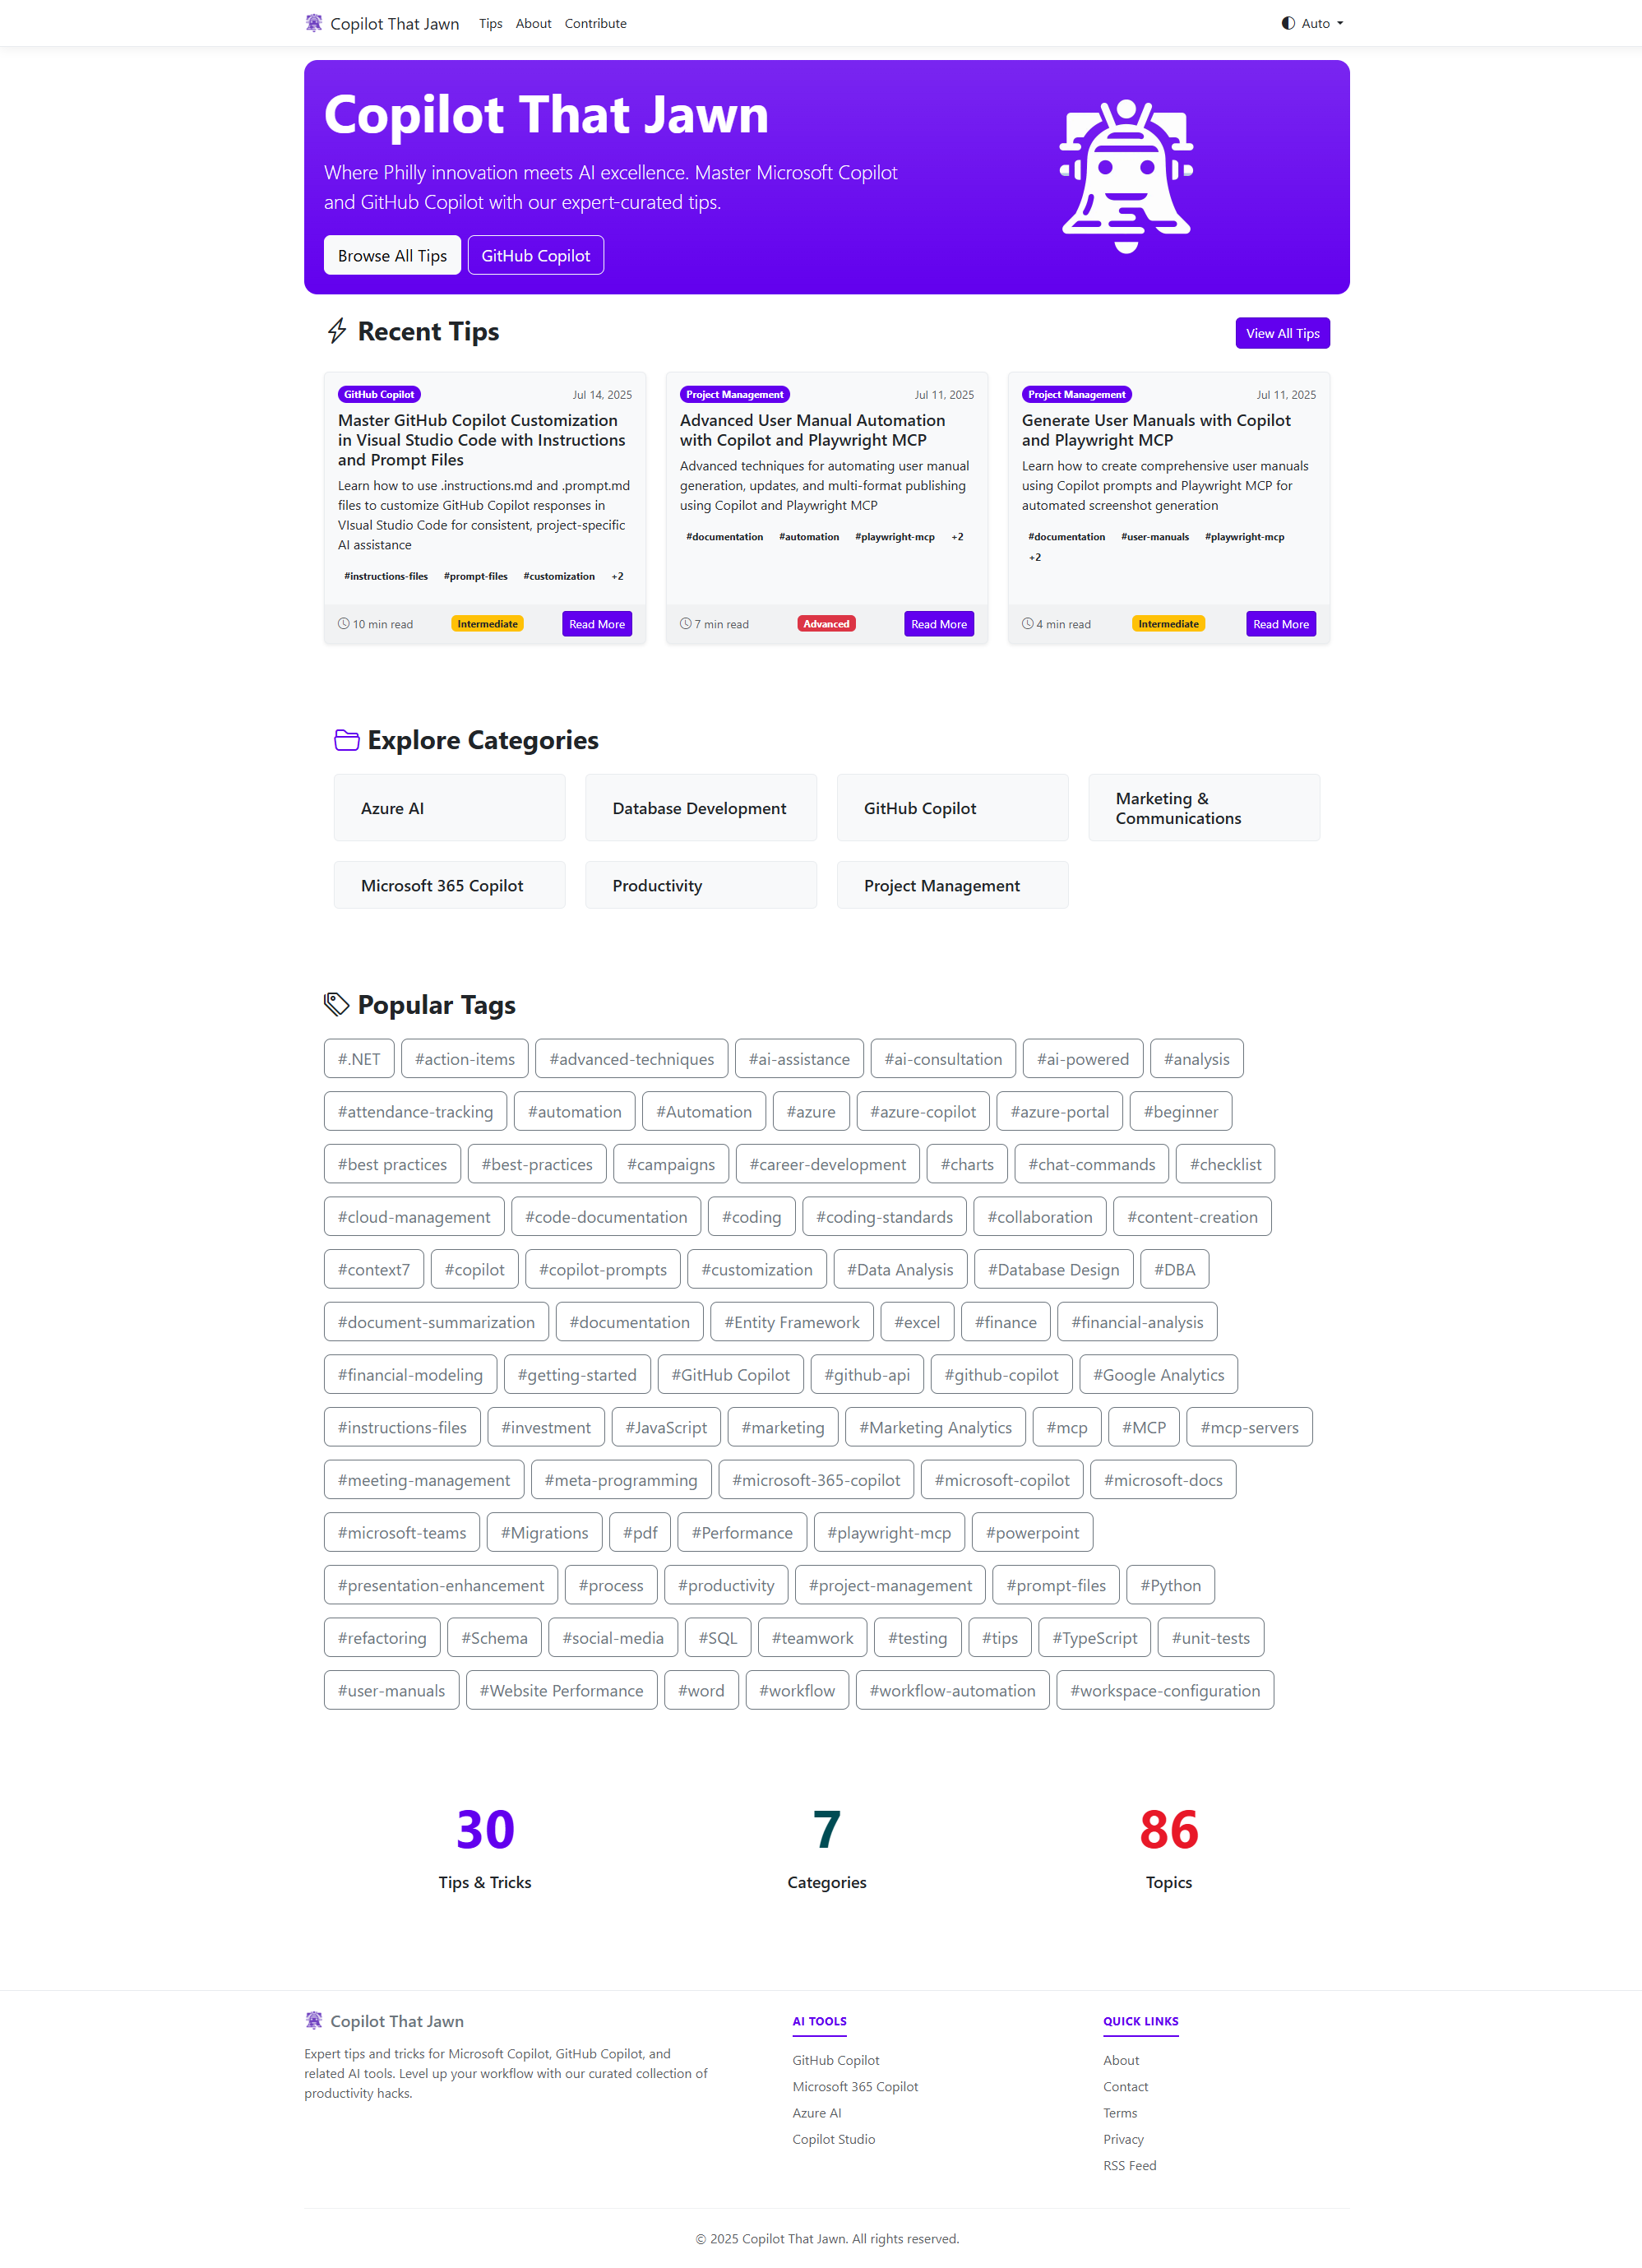 Copilot That Jawn Tips About Contribute Auto
Copilot That Jawn
Where Philly innovation meets AI excellence. Master Microsoft Copilot
and GitHub Copilot with our expert-curated tips.
Browse All Tips GitHub Copilot
Recent Tips View All Tips
GitHub Copilot Jul 14, 2025
Master GitHub Copilot Customization
in Visual Studio Code with Instructions
and Prompt Files
Learn how to use .instructions.md and .prompt.md
files to customize GitHub Copilot responses in
VIsual Studio Code for consistent, project-specific
AI assistance
#instructions-files #prompt-files #customization +2
10 min read Intermediate Read More
Project Management Jul 11, 2025
Advanced User Manual Automation
with Copilot and Playwright MCP
Advanced techniques for automating user manual
generation, updates, and multi-format publishing
using Copilot and Playwright MCP
#documentation #automation #playwright-mcp +2
7 min read Advanced Read More
Project Management Jul 11, 2025
Generate User Manuals with Copilot
and Playwright MCP
Learn how to create comprehensive user manuals
using Copilot prompts and Playwright MCP for
automated screenshot generation
#documentation #user-manuals #playwright-mcp
+2
4 min read Intermediate Read More
Explore Categories
Azure AI
Database Development
GitHub Copilot
Marketing &
Communications
Microsoft 365 Copilot
Productivity
Project Management
Popular Tags
#.NET #action-items #advanced-techniques #ai-assistance #ai-consultation #ai-powered #analysis
#attendance-tracking #automation #Automation #azure #azure-copilot #azure-portal #beginner
#best practices #best-practices #campaigns #career-development #charts #chat-commands #checklist
#cloud-management #code-documentation #coding #coding-standards #collaboration #content-creation
#context7 #copilot #copilot-prompts #customization #Data Analysis #Database Design #DBA
#document-summarization #documentation #Entity Framework #excel #finance #financial-analysis
#financial-modeling #getting-started #GitHub Copilot #github-api #github-copilot #Google Analytics
#instructions-files #investment #JavaScript #marketing #Marketing Analytics #mcp #MCP #mcp-servers
#meeting-management #meta-programming #microsoft-365-copilot #microsoft-copilot #microsoft-docs
#microsoft-teams #Migrations #pdf #Performance #playwright-mcp #powerpoint
#presentation-enhancement #process #productivity #project-management #prompt-files #Python
#refactoring #Schema #social-media #SQL #teamwork #testing #tips #TypeScript #unit-tests
#user-manuals #Website Performance #word #workflow #workflow-automation #workspace-configuration
30
Tips & Tricks
7
Categories
86
Topics
Copilot That Jawn
Expert tips and tricks for Microsoft Copilot, GitHub Copilot, and
related AI tools. Level up your workflow with our curated collection of
productivity hacks.
AI TOOLS
GitHub Copilot
Microsoft 365 Copilot
Azure AI
Copilot Studio
QUICK LINKS
About
Contact
Terms
Privacy
RSS Feed
© 2025 Copilot That Jawn. All rights reserved.